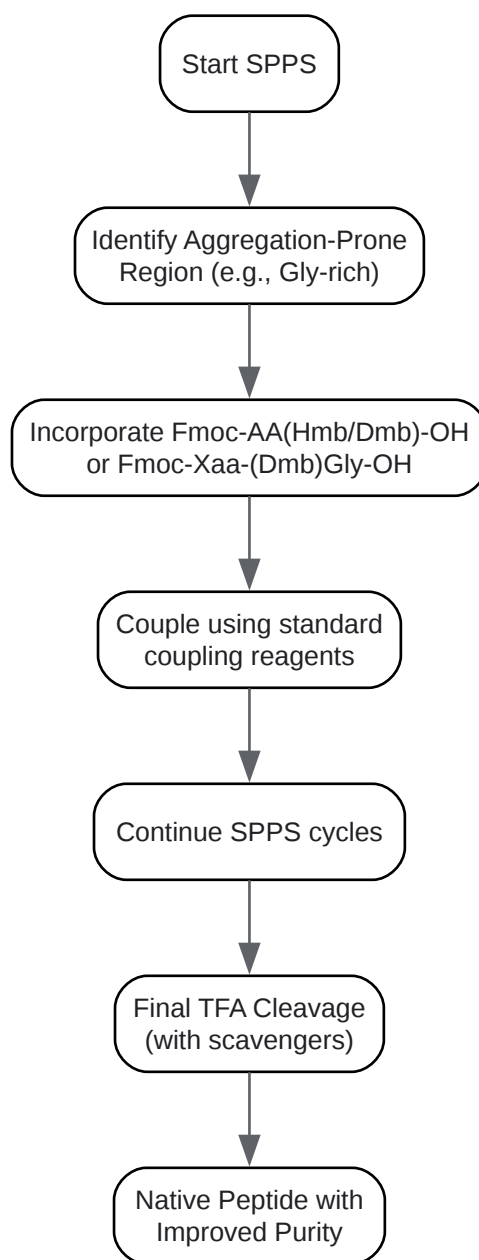 Start SPPS
Identify Aggregation-Prone
Region (e.g., Gly-rich)
Incorporate Fmoc-AA(Hmb/Dmb)-OH
or Fmoc-Xaa-(Dmb)Gly-OH
Couple using standard
coupling reagents
Continue SPPS cycles
Final TFA Cleavage
(with scavengers)
Native Peptide with
Improved Purity